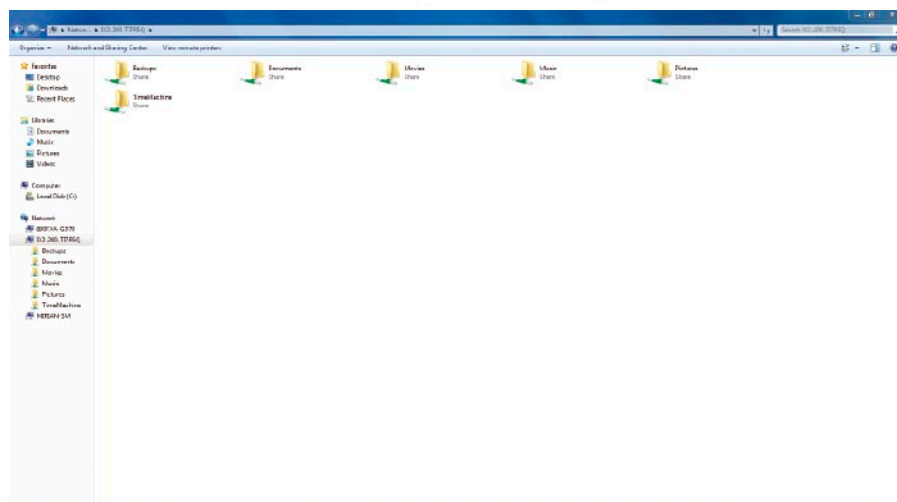 Organize
Network and Sharing Center
View remote printers
Favorites
Desktop
Downloads
Recent Places
Libraries
Documents
Music
Pictures
Videos
Computer
Local Disk (C:)
Network
Backups
Documents
Movies
Music
Pictures
TimeMachine
Backups
Share
Documents
Share
Movies
Share
Music
Share
Pictures
Share
TimeMachine
Share